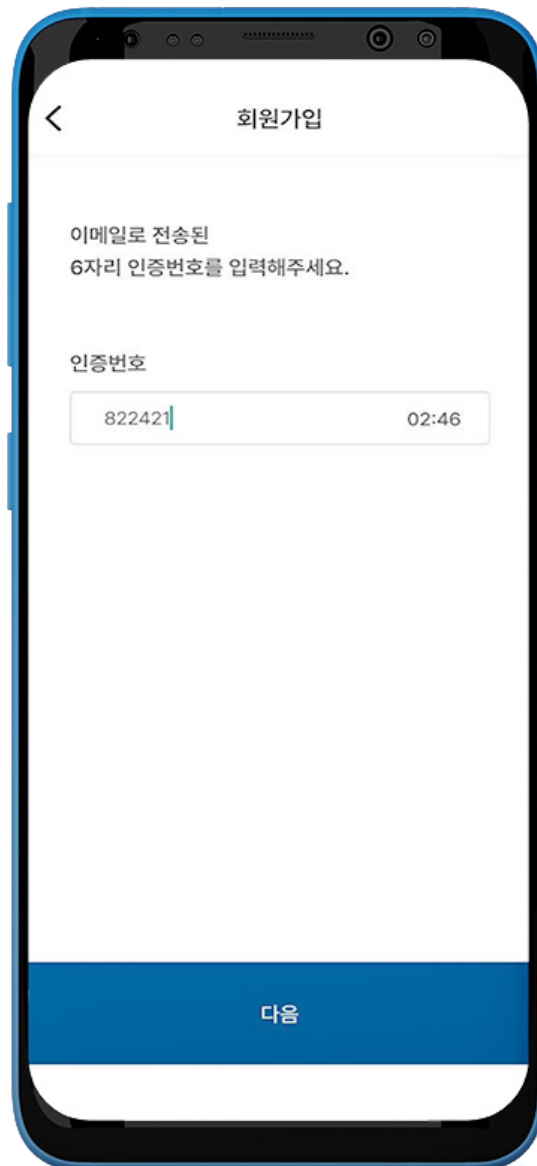 회원가입
이메일로 전송된
6자리 인증번호를 입력해주세요.
인증번호
822421 02:46
다음